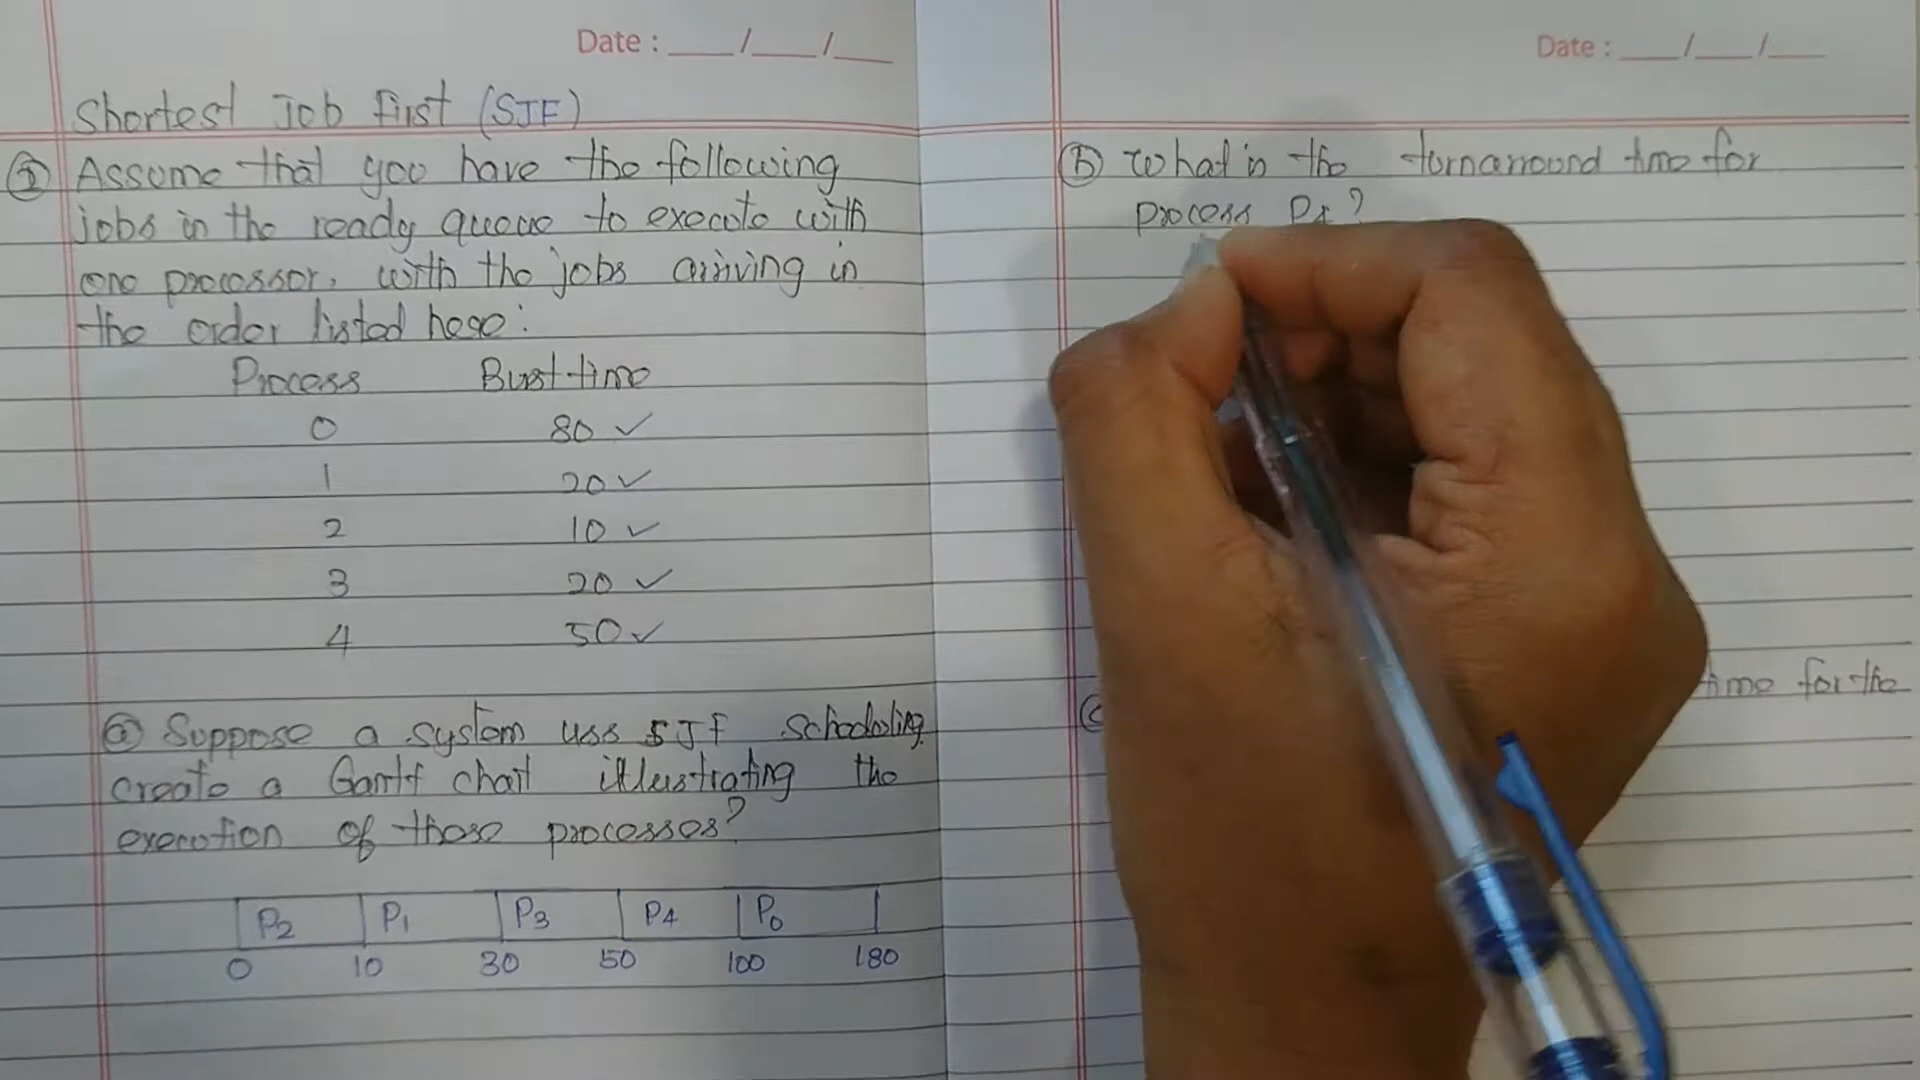 Date : ___/___/___
Shortest Job First (SJF)
① Assume that you have the following
jobs in the ready queue to execute with
one processor, with the jobs arriving in
the order listed here:
Process Burst time
0 80 ✓
1 20 ✓
2 10 ✓
3 20 ✓
4 50 ✓
ⓐ Suppose a system uses SJF scheduling.
create a Gantt chart illustrating the
execution of these processes?
P2 P1 P3 P4 P0
0 10 30 50 100 180
Date : ___/___/___
ⓑ What is the turnarround time for
process P4?
time for the